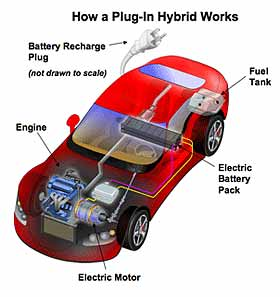 How a Plug-In Hybrid Works
Battery Recharge
Plug
(not drawn to scale)
Fuel
Tank
Engine
Electric
Battery
Pack
Electric Motor